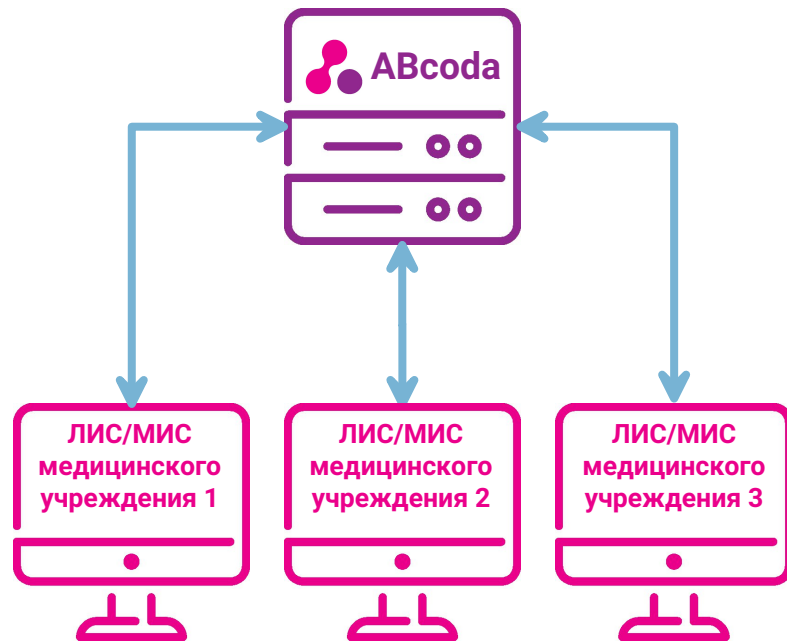 ABcoda
ЛИС/МИС
медицинского
учреждения 1
ЛИС/МИС
медицинского
учреждения 2
ЛИС/МИС
медицинского
учреждения 3